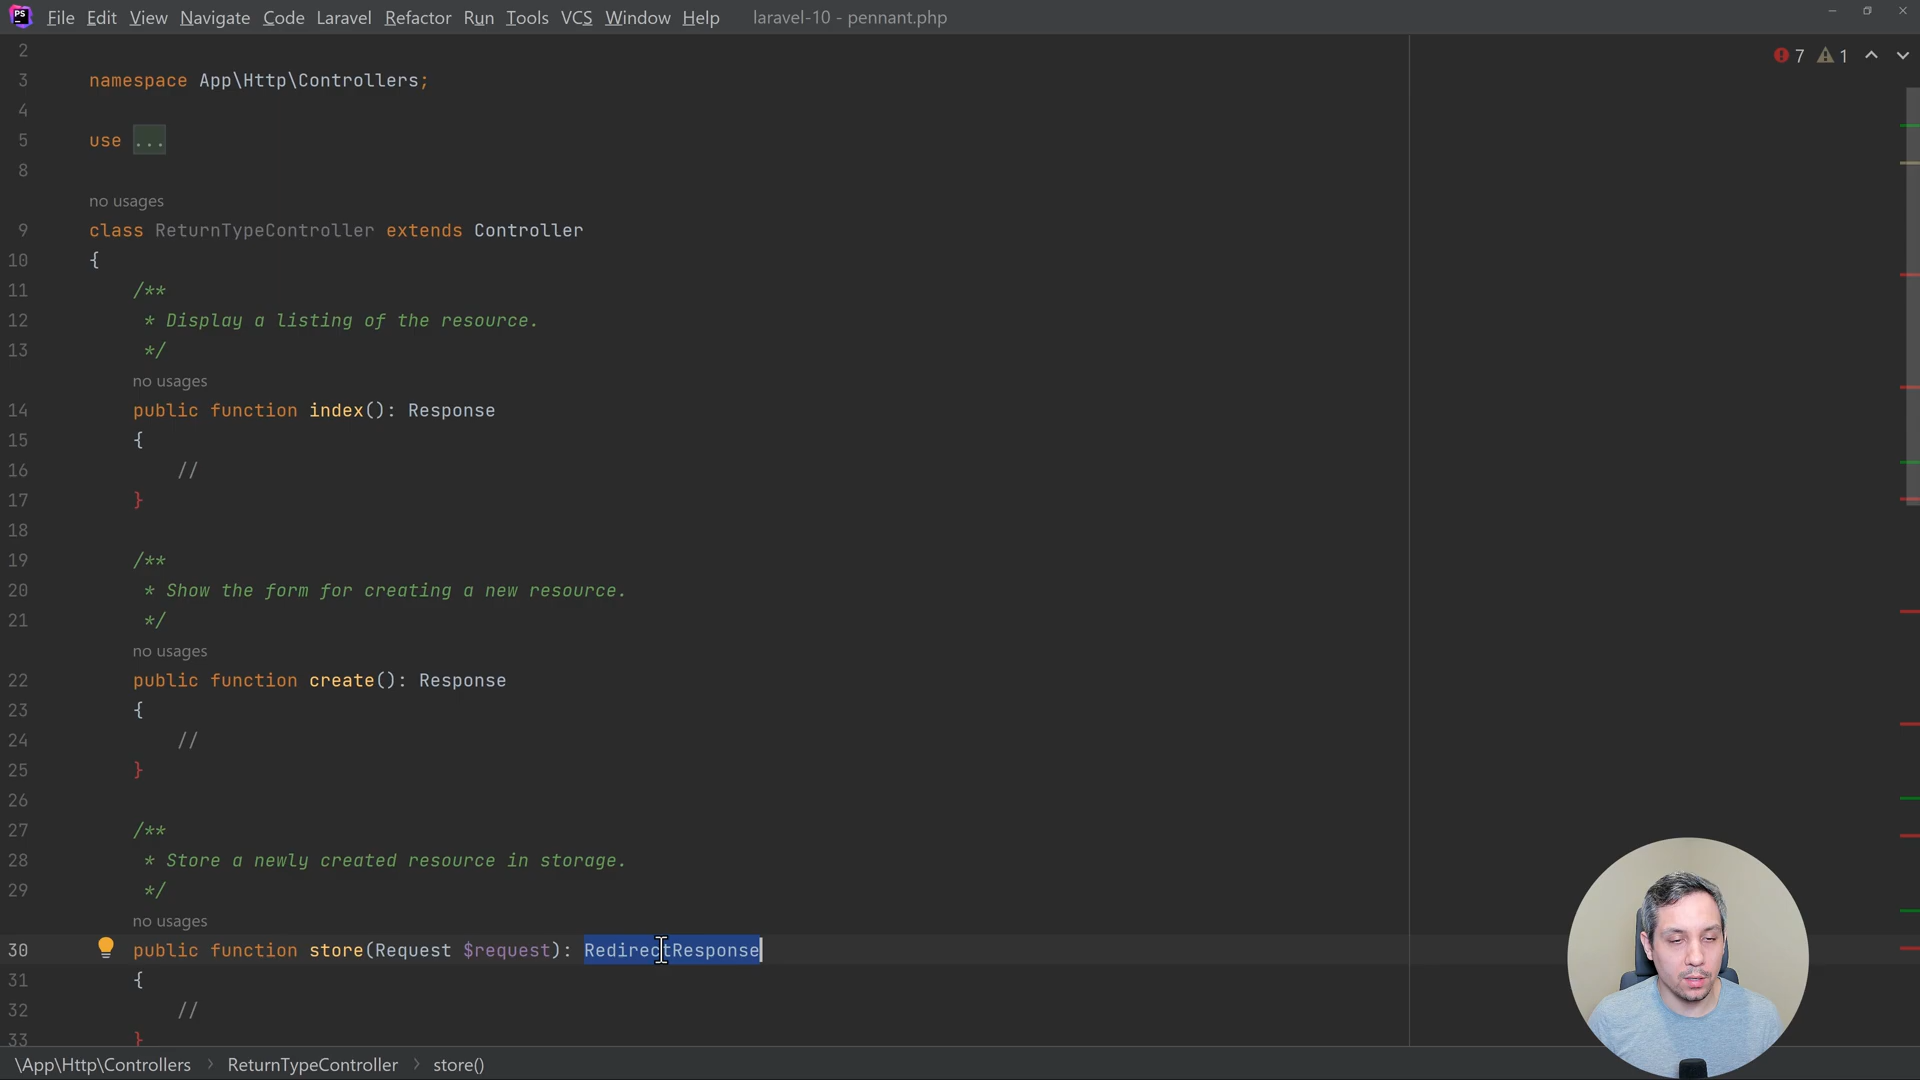 PS File Edit View Navigate Code Laravel Refactor Run Tools VCS Window Help laravel-10 - pennant.php
7 1
2
3 namespace App\Http\Controllers;
4
5 use ...
8
no usages
9 class ReturnTypeController extends Controller
10 {
11 /**
12 * Display a listing of the resource.
13 */
no usages
14 public function index(): Response
15 {
16 //
17 }
18
19 /**
20 * Show the form for creating a new resource.
21 */
no usages
22 public function create(): Response
23 {
24 //
25 }
26
27 /**
28 * Store a newly created resource in storage.
29 */
no usages
30 public function store(Request $request): RedirectResponse
31 {
32 //
33 }
\App\Http\Controllers › ReturnTypeController › store()